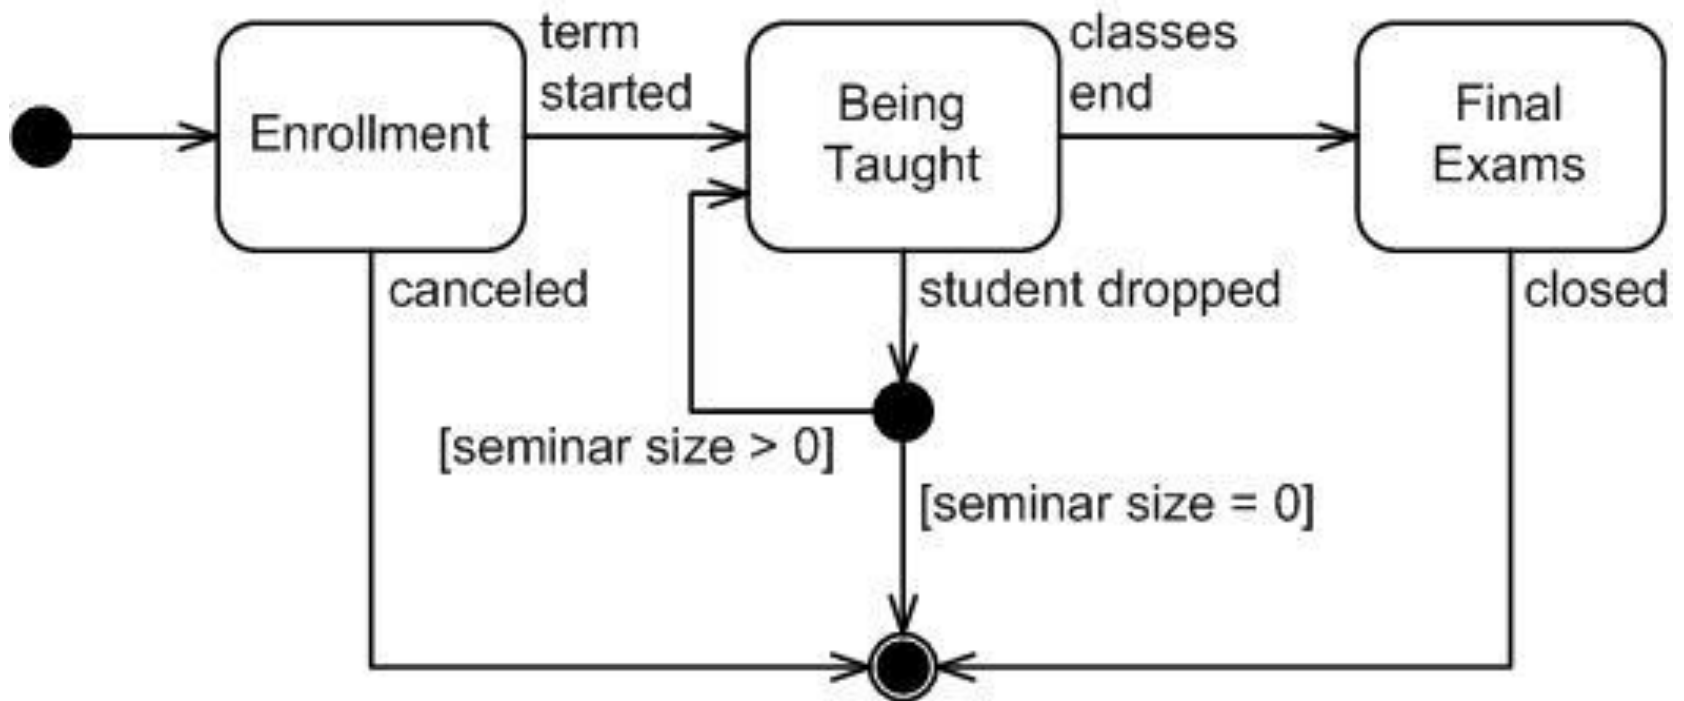 term
started
classes
end
Enrollment
Being
Taught
Final
Exams
canceled
student dropped
closed
[seminar size > 0]
[seminar size = 0]